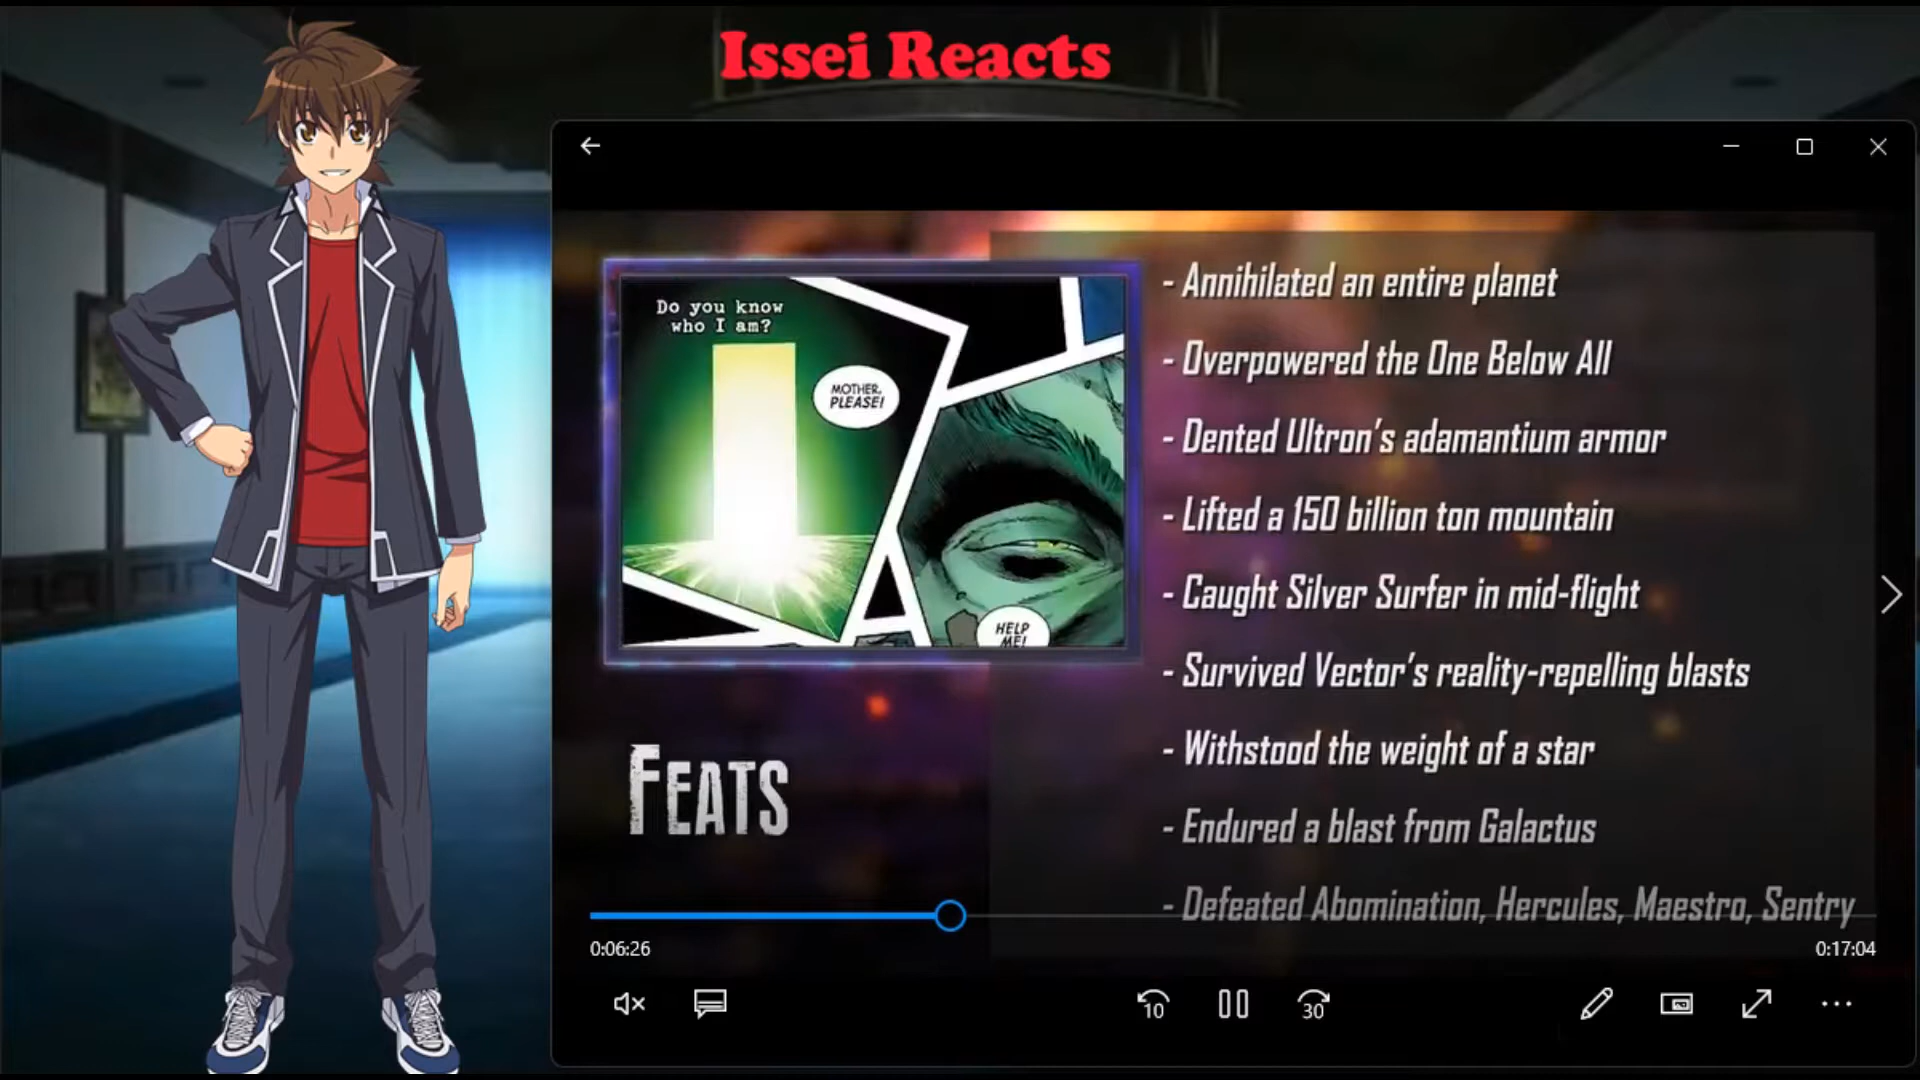 Issei Reacts
Do you know
who I am?
MOTHER,
PLEASE!
HELP
ME!
FEATS
- Annihilated an entire planet
- Overpowered the One Below All
- Dented Ultron's adamantium armor
- Lifted a 150 billion ton mountain
- Caught Silver Surfer in mid-flight
- Survived Vector's reality-repelling blasts
- Withstood the weight of a star
- Endured a blast from Galactus
- Defeated Abomination, Hercules, Maestro, Sentry
0:06:26
0:17:04
10
30